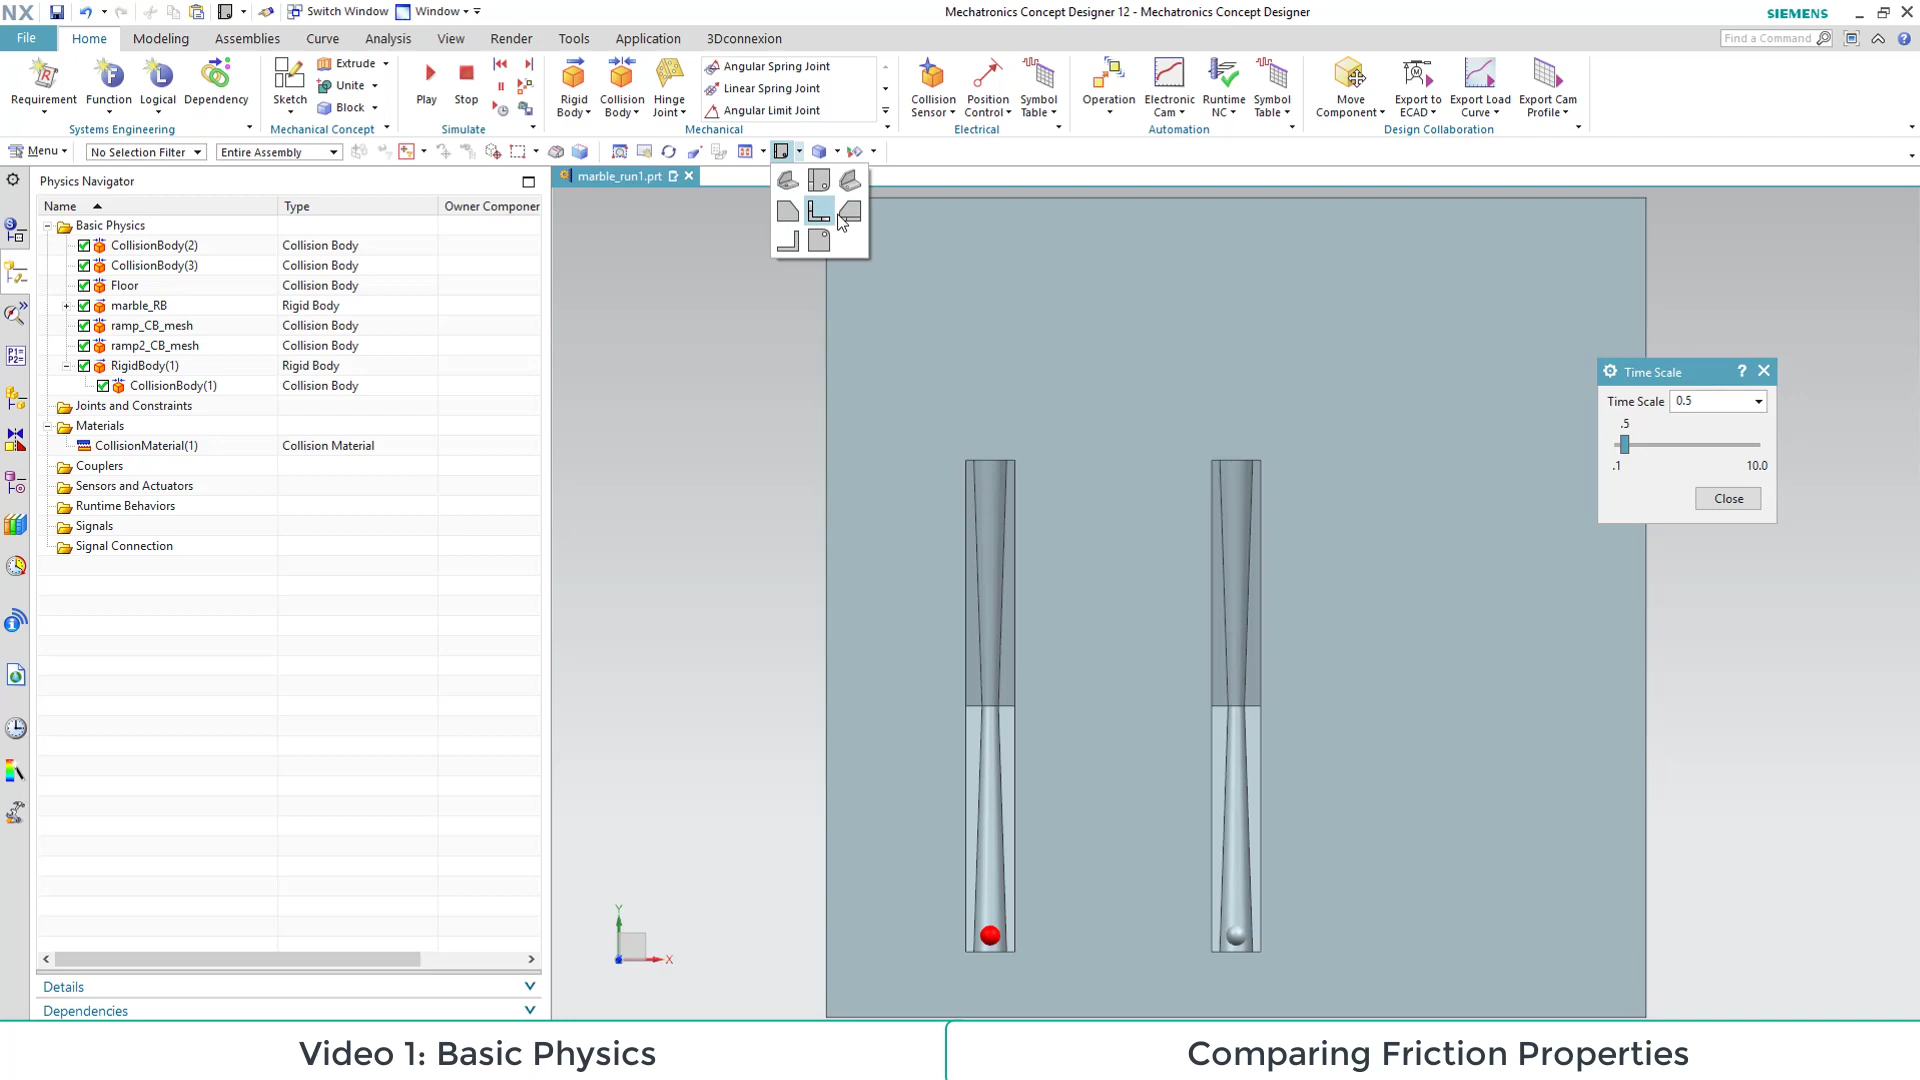 NX
Switch Window
Window
Mechatronics Concept Designer 12 - Mechatronics Concept Designer
SIEMENS
File
Home
Modeling
Assemblies
Curve
Analysis
View
Render
Tools
Application
3Dconnexion
Find a Command
Requirement
Function
Logical
Dependency
Systems Engineering
Sketch
Extrude
Unite
Block
Mechanical Concept
Play
Stop
Simulate
Rigid Body
Collision Body
Hinge Joint
Angular Spring Joint
Linear Spring Joint
Angular Limit Joint
Mechanical
Collision Sensor
Position Control
Symbol Table
Electrical
Operation
Electronic Cam
Runtime NC
Symbol Table
Automation
Move Component
Export to ECAD
Export Load Curve
Export Cam Profile
Design Collaboration
Menu
No Selection Filter
Entire Assembly
Physics Navigator
marble_run1.prt
Name Type Owner Componer
Basic Physics
CollisionBody(2) Collision Body
CollisionBody(3) Collision Body
Floor Collision Body
marble_RB Rigid Body
ramp_CB_mesh Collision Body
ramp2_CB_mesh Collision Body
RigidBody(1) Rigid Body
CollisionBody(1) Collision Body
Joints and Constraints
Materials
CollisionMaterial(1) Collision Material
Couplers
Sensors and Actuators
Runtime Behaviors
Signals
Signal Connection
Details
Dependencies
Time Scale
Time Scale 0.5
.5
.1 10.0
Close
Y
X
Video 1: Basic Physics
Comparing Friction Properties